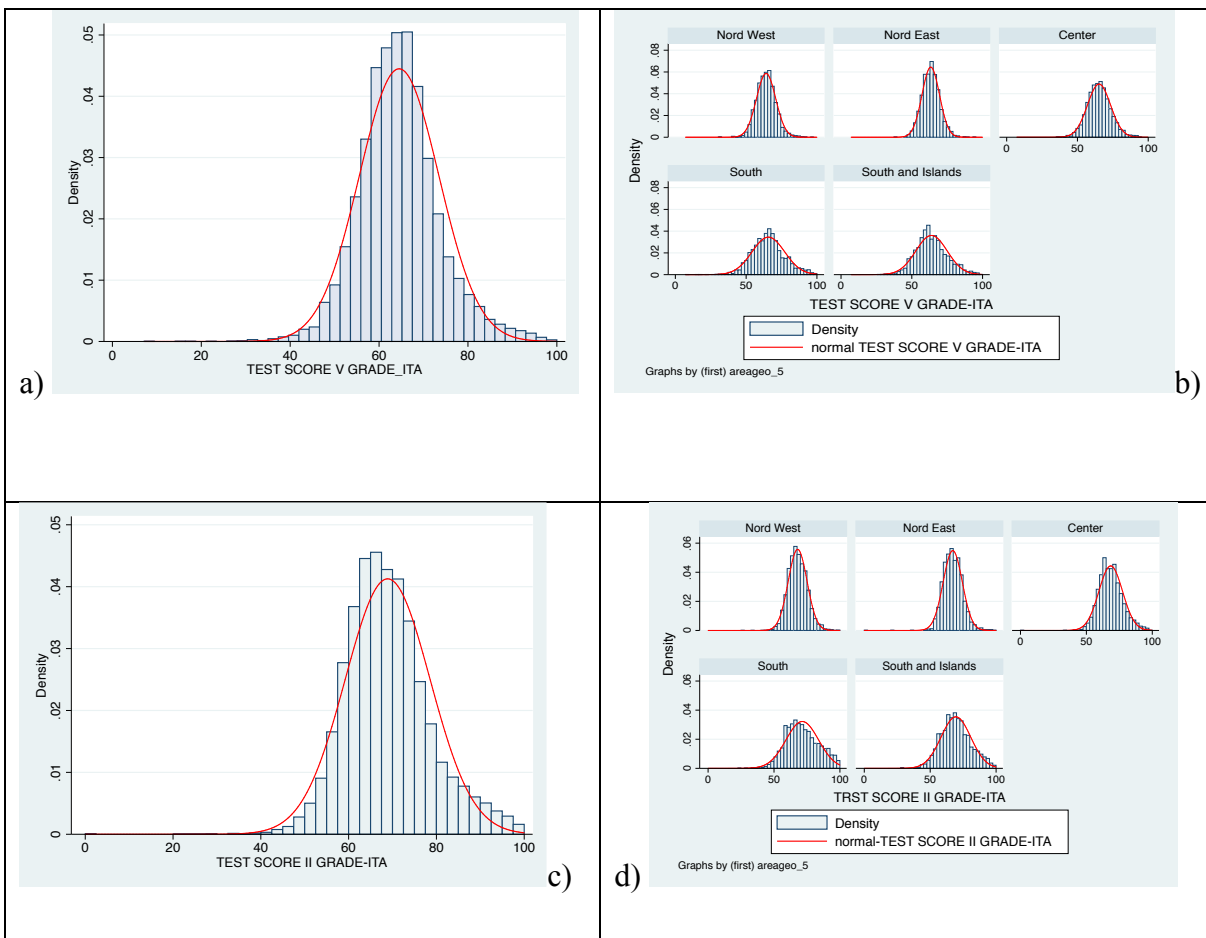 .05
.04
.03
.02
.01
0
Density
0 20 40 60 80 100
TEST SCORE V GRADE_ITA
a)
Nord West Nord East Center
0 .02 .04 .06 .08
0 50 100
South South and Islands
0 .02 .04 .06 .08
0 50 100 0 50 100
Density
TEST SCORE V GRADE-ITA
Density
normal TEST SCORE V GRADE-ITA
Graphs by (first) areageo_5
b)
.05
.04
.03
.02
.01
0
Density
0 20 40 60 80 100
TEST SCORE II GRADE-ITA
c)
Nord West Nord East Center
0 .02 .04 .06
0 50 100
South South and Islands
0 .02 .04 .06
0 50 100 0 50 100
Density
TRST SCORE II GRADE-ITA
Density
normal-TEST SCORE II GRADE-ITA
Graphs by (first) areageo_5
d)